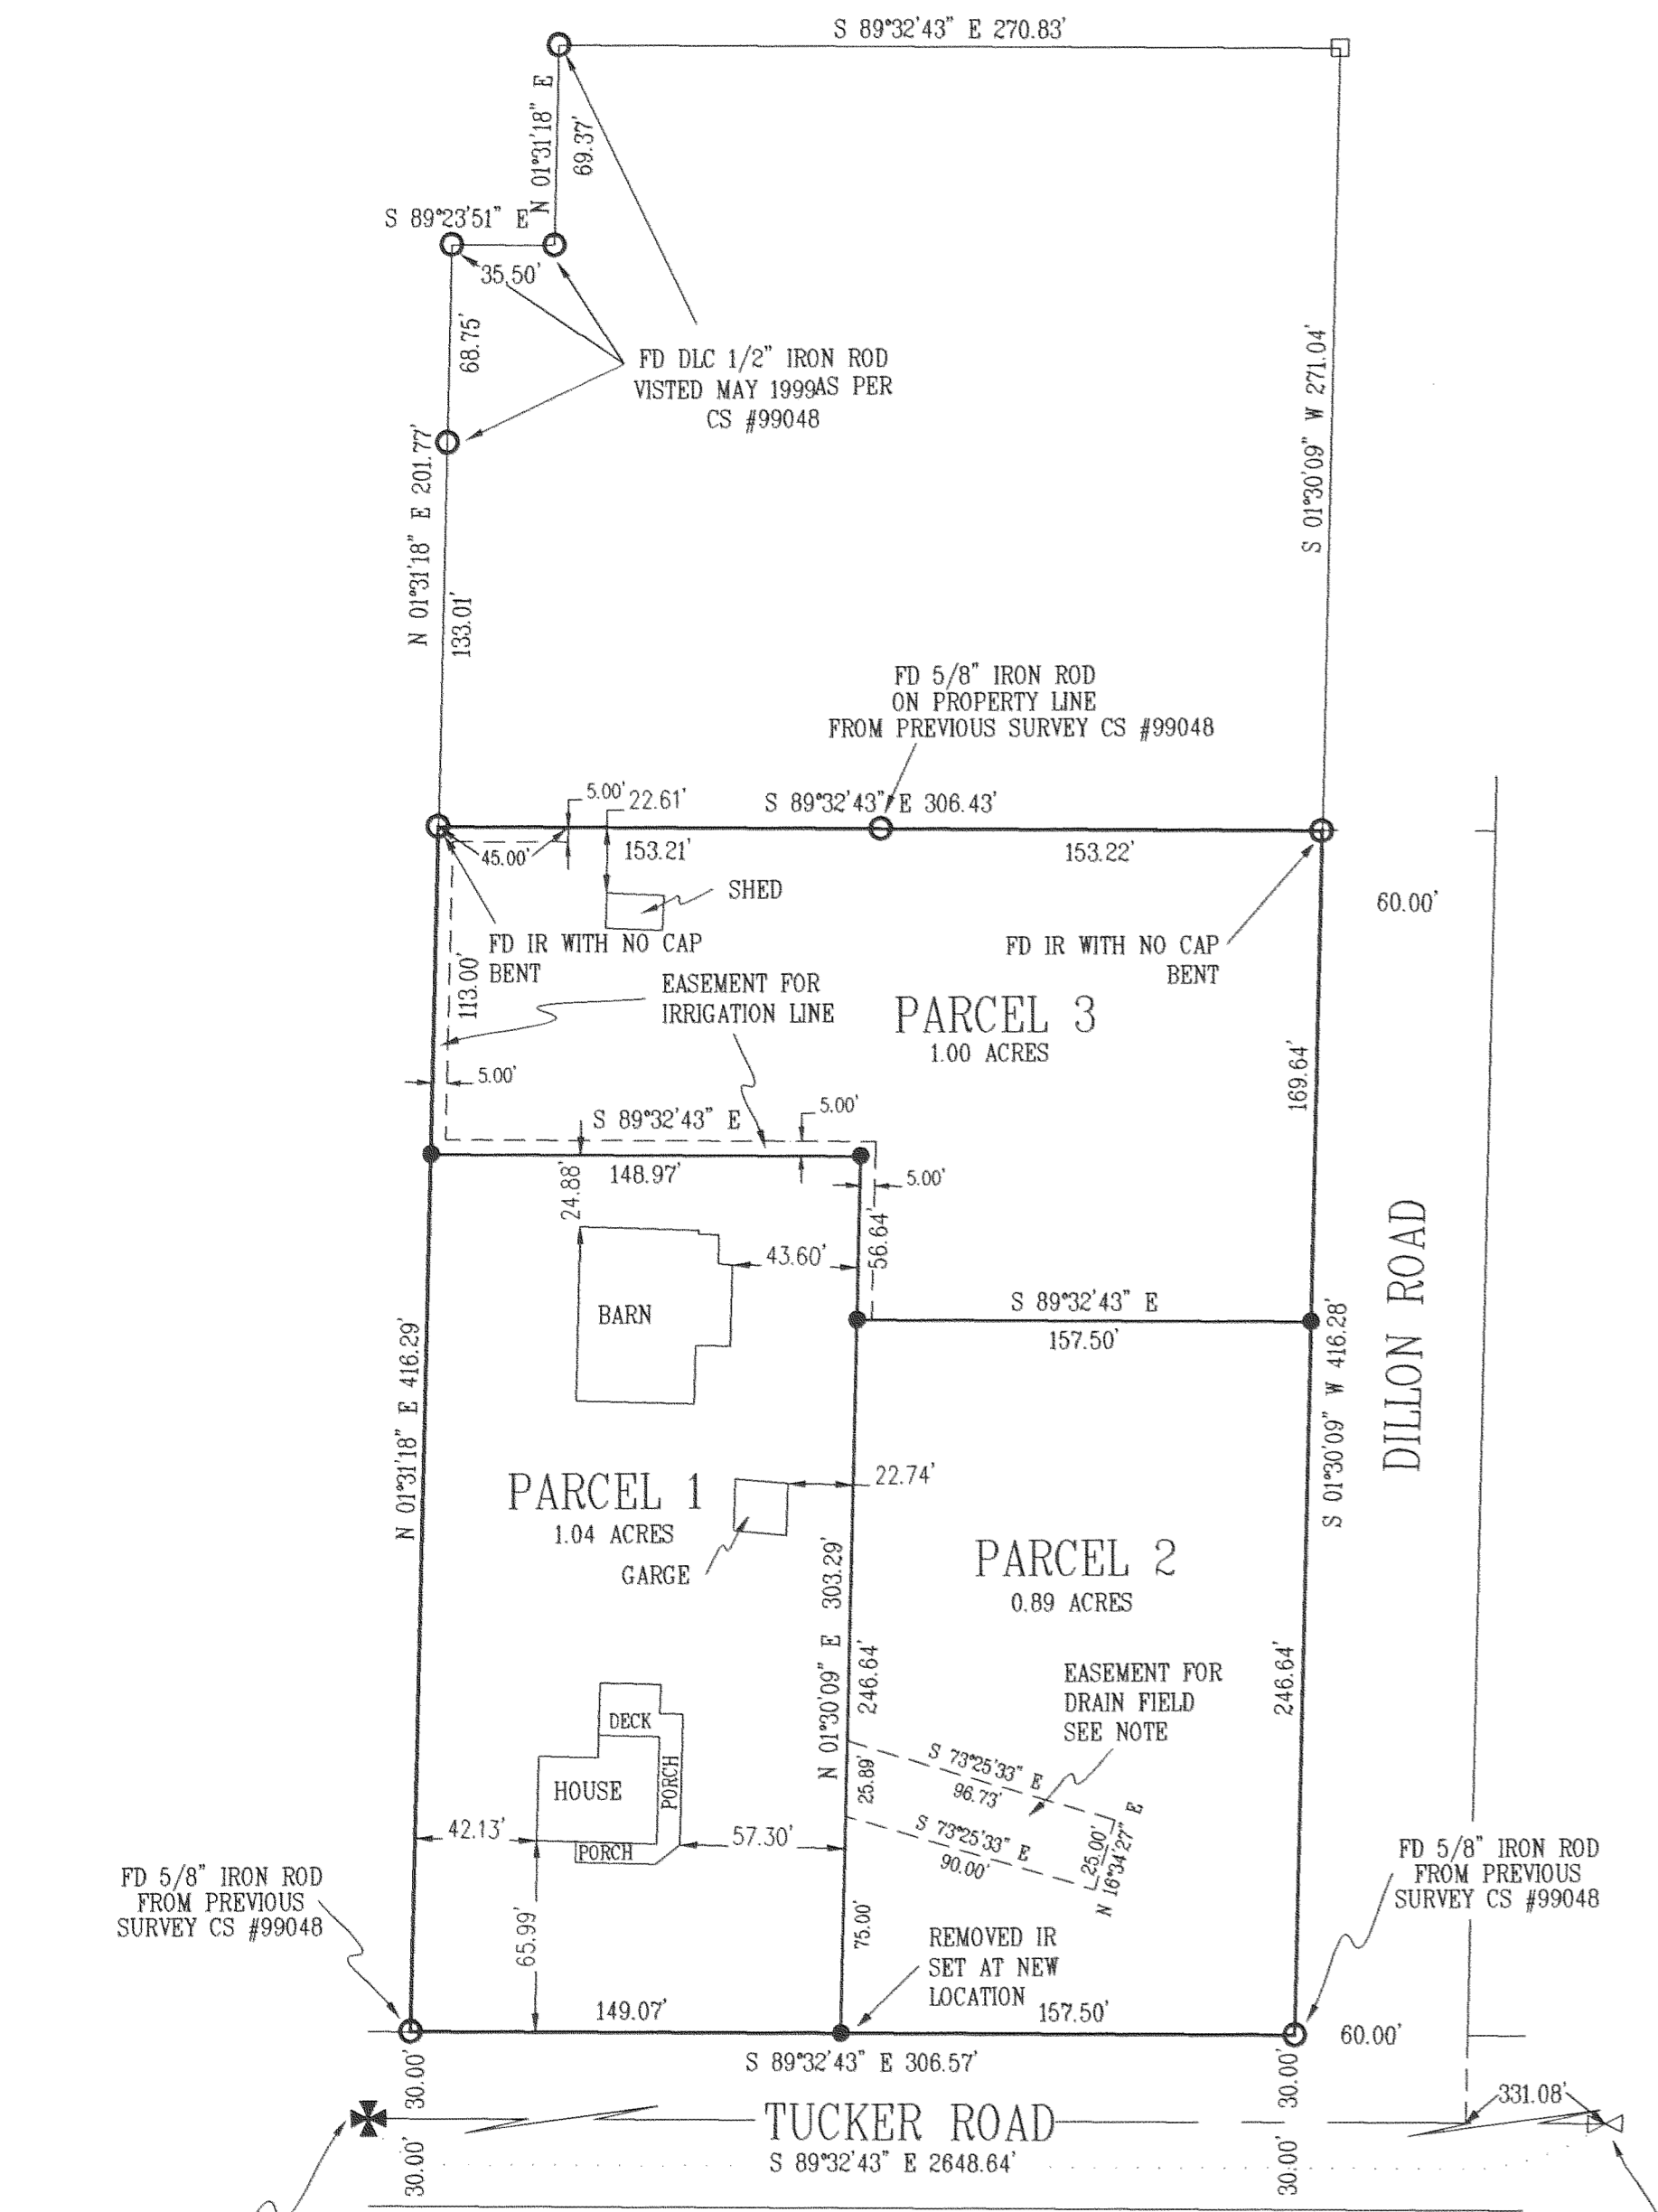 S 89°32'43" E 270.83'
N 01°31'18" E
69.37'
S 89°23'51" E
35.50'
68.75'
FD DLC 1/2" IRON ROD
VISTED MAY 1999AS PER
CS #99048
S 01°30'09" W 271.04'
N 01°31'18" E 201.77'
133.01'
FD 5/8" IRON ROD
ON PROPERTY LINE
FROM PREVIOUS SURVEY CS #99048
5.00'
22.61'
S 89°32'43" E 306.43'
45.00'
153.21'
153.22'
SHED
60.00'
FD IR WITH NO CAP
BENT
FD IR WITH NO CAP
BENT
113.00'
EASEMENT FOR
IRRIGATION LINE
PARCEL 3
1.00 ACRES
169.64'
5.00'
S 89°32'43" E
5.00'
148.97'
24.88'
5.00'
56.64'
43.60'
BARN
S 89°32'43" E
157.50'
N 01°31'18" E 416.29'
S 01°30'09" W 416.28'
DILLON ROAD
PARCEL 1
1.04 ACRES
GARGE
22.74'
N 01°30'09" E 303.29'
PARCEL 2
0.89 ACRES
246.64'
246.64'
EASEMENT FOR
DRAIN FIELD
SEE NOTE
DECK
PORCH
HOUSE
PORCH
42.13'
57.30'
25.89'
S 73°25'33" E
96.73'
S 73°25'33" E
90.00'
25.00'
N 16°34'27" E
FD 5/8" IRON ROD
FROM PREVIOUS
SURVEY CS #99048
FD 5/8" IRON ROD
FROM PREVIOUS
SURVEY CS #99048
65.99'
75.00'
REMOVED IR
SET AT NEW
LOCATION
149.07'
157.50'
S 89°32'43" E 306.57'
60.00'
30.00'
30.00'
331.08'
TUCKER ROAD
S 89°32'43" E 2648.64'
30.00'
30.00'